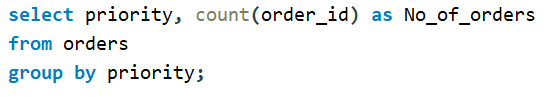 select priority, count(order_id) as No_of_orders
from orders
group by priority;